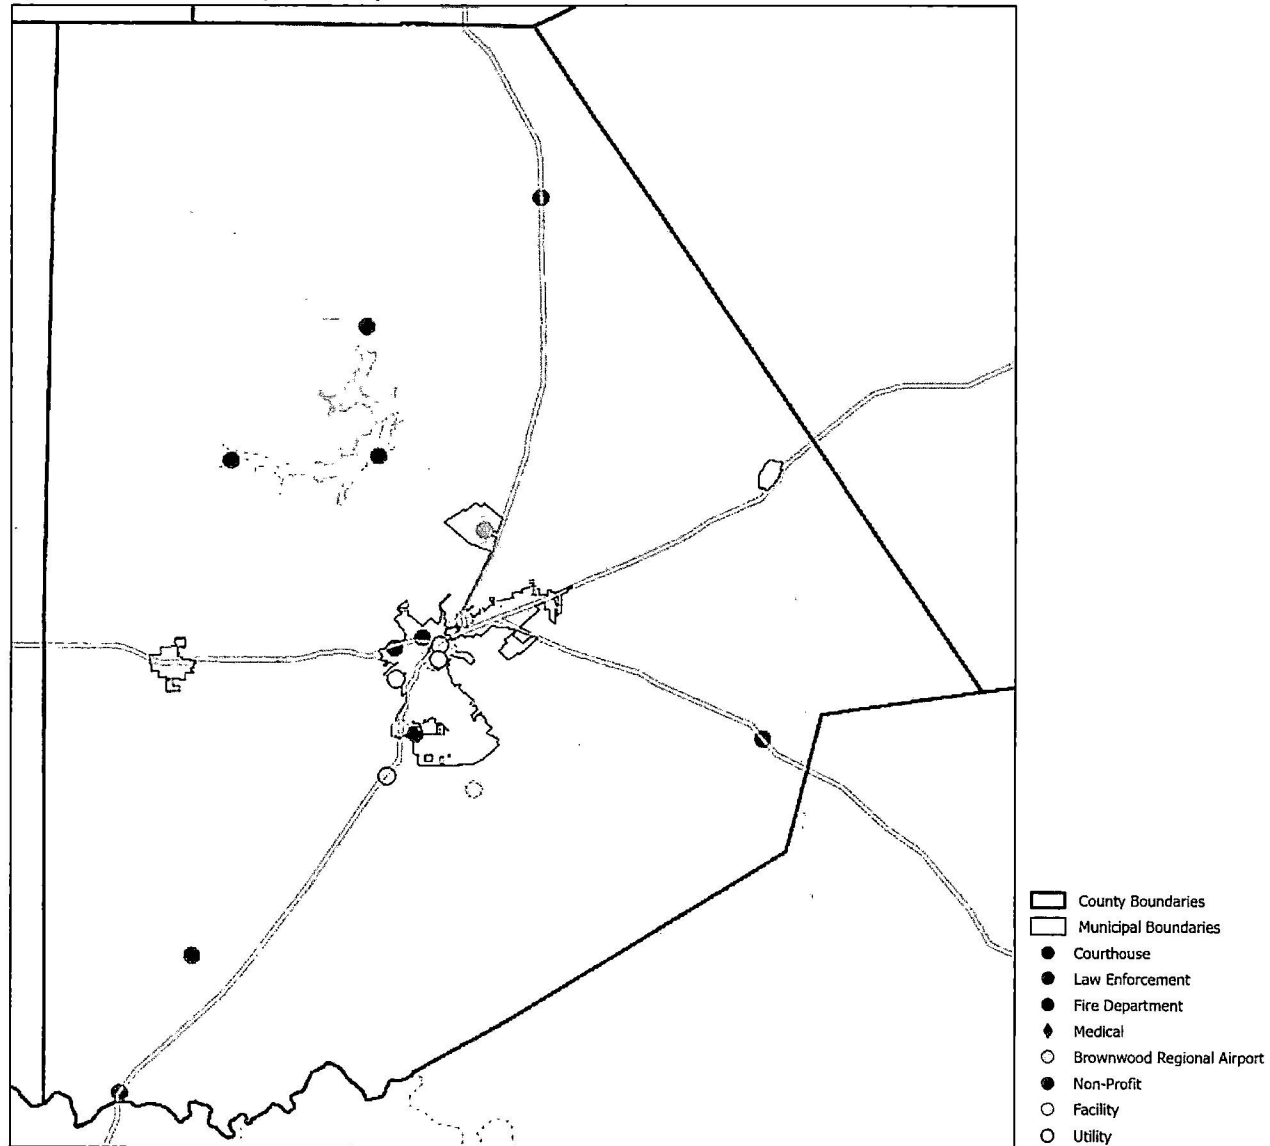 County Boundaries
Municipal Boundaries
Courthouse
Law Enforcement
Fire Department
Medical
Brownwood Regional Airport
Non-Profit
Facility
Utility